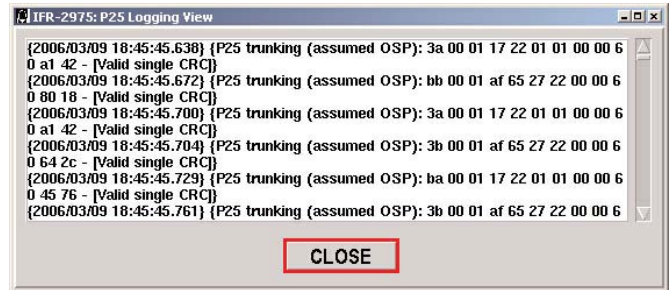 IFR-2975: P25 Logging View
{2006/03/09 18:45:45.638} {P25 trunking (assumed OSP): 3a 00 01 17 22 01 01 00 00 6
0 a1 42 - [Valid single CRC]}
{2006/03/09 18:45:45.672} {P25 trunking (assumed OSP): bb 00 01 af 65 27 22 00 00 6
0 80 18 - [Valid single CRC]}
{2006/03/09 18:45:45.700} {P25 trunking (assumed OSP): 3a 00 01 17 22 01 01 00 00 6
0 a1 42 - [Valid single CRC]}
{2006/03/09 18:45:45.704} {P25 trunking (assumed OSP): 3b 00 01 af 65 27 22 00 00 6
0 64 2c - [Valid single CRC]}
{2006/03/09 18:45:45.729} {P25 trunking (assumed OSP): ba 00 01 17 22 01 01 00 00 6
0 45 76 - [Valid single CRC]}
{2006/03/09 18:45:45.761} {P25 trunking (assumed OSP): 3b 00 01 af 65 27 22 00 00 6
CLOSE